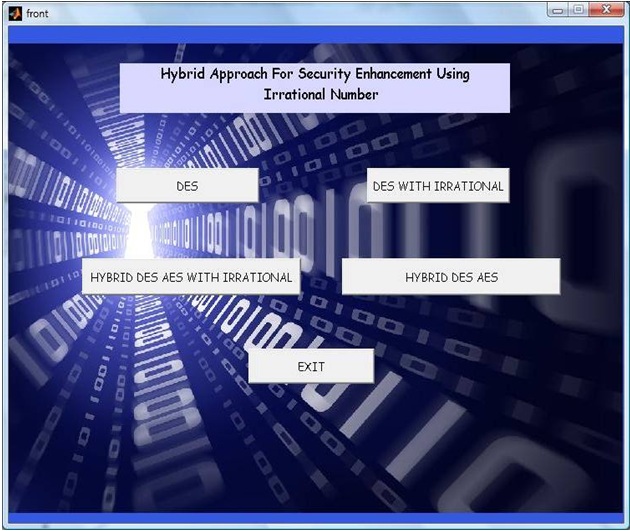 front
Hybrid Approach For Security Enhancement Using
Irrational Number
DES
DES WITH IRRATIONAL
HYBRID DES AES WITH IRRATIONAL
HYBRID DES AES
EXIT